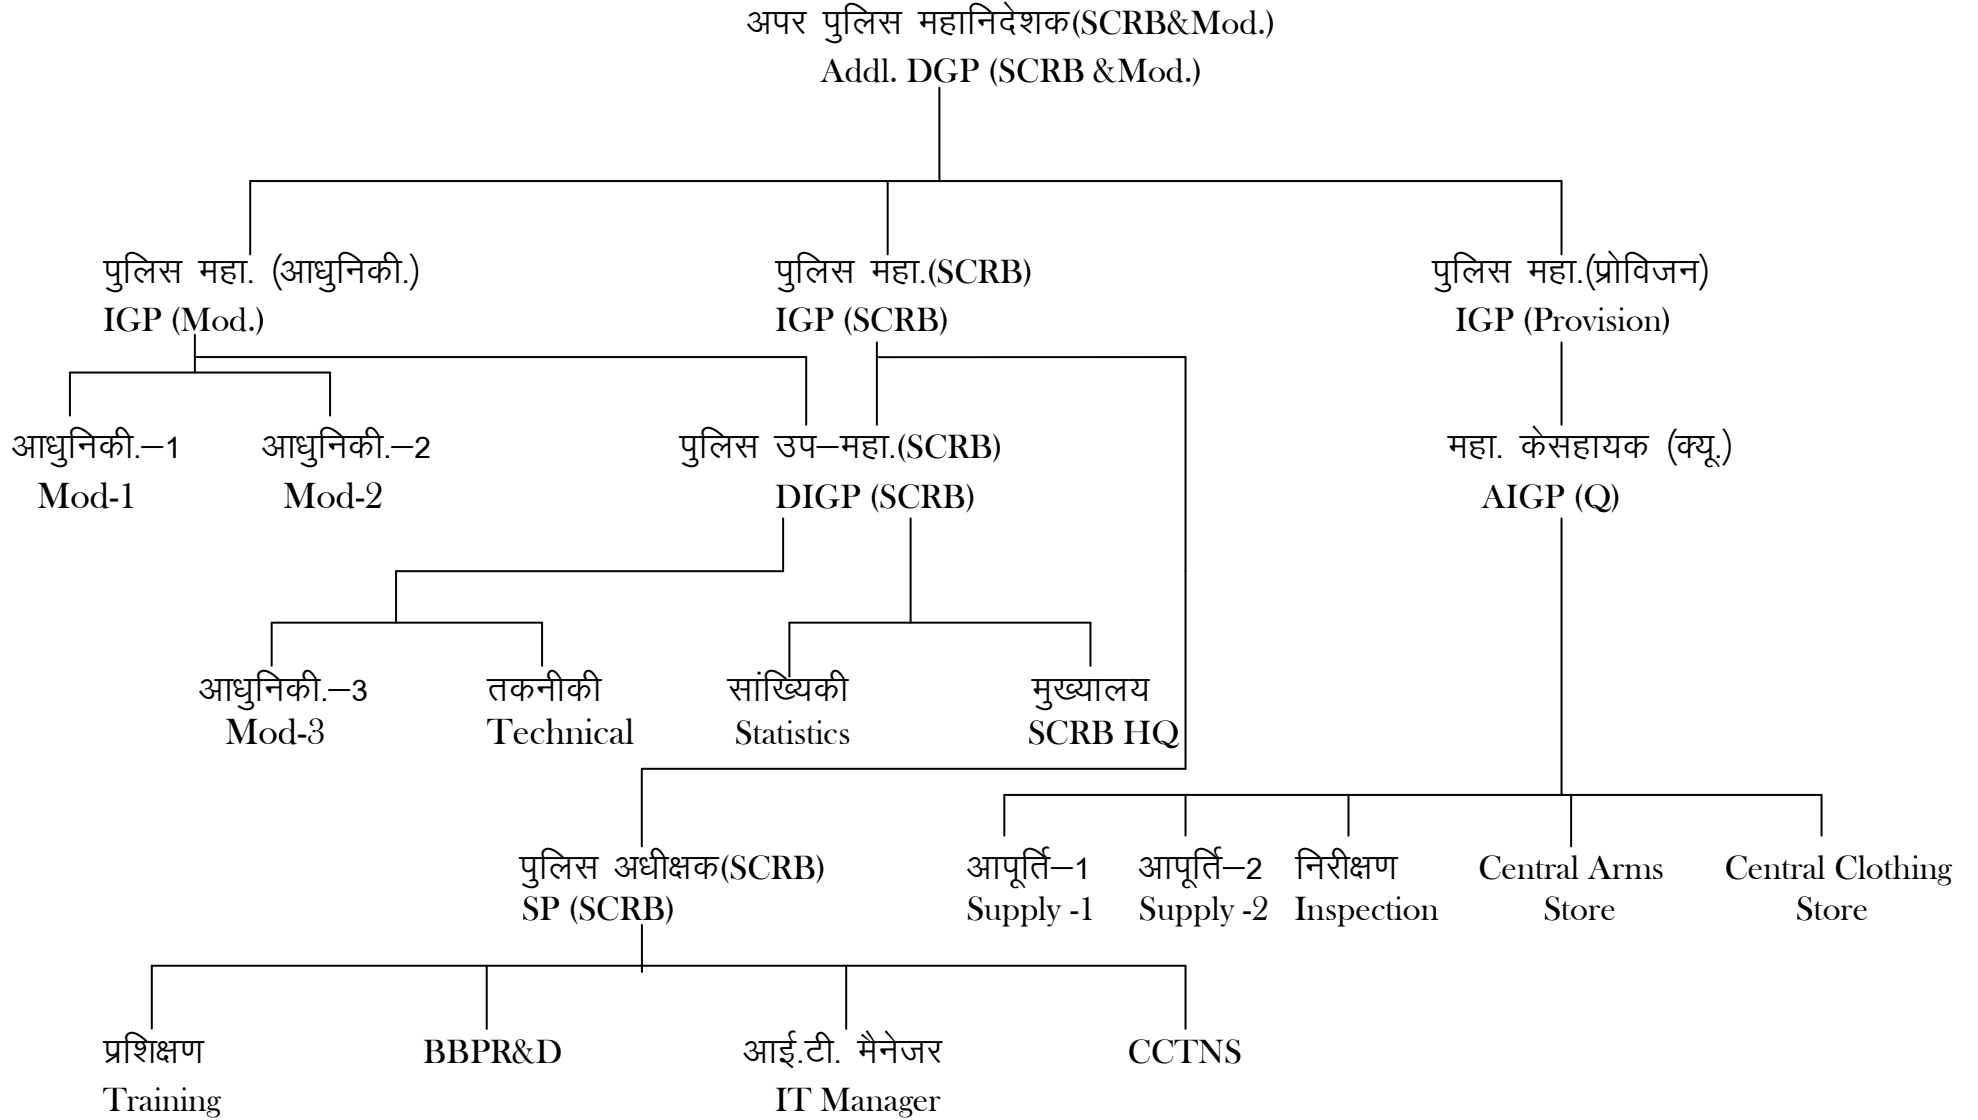 अपर पुलिस महानिदेशक(SCRB&Mod.)
Addl. DGP (SCRB &Mod.)
पुलिस महा. (आधुनिकी.)
IGP (Mod.)
पुलिस महा.(SCRB)
IGP (SCRB)
पुलिस महा.(प्रोविजन)
IGP (Provision)
आधुनिकी.–1
Mod-1
आधुनिकी.–2
Mod-2
पुलिस उप–महा.(SCRB)
DIGP (SCRB)
महा. केसहायक (क्यू.)
AIGP (Q)
आधुनिकी.–3
Mod-3
तकनीकी
Technical
सांख्यिकी
Statistics
मुख्यालय
SCRB HQ
पुलिस अधीक्षक(SCRB)
SP (SCRB)
आपूर्ति–1
Supply -1
आपूर्ति–2
Supply -2
निरीक्षण
Inspection
Central Arms
Store
Central Clothing
Store
प्रशिक्षण
Training
BBPR&D
आई.टी. मैनेजर
IT Manager
CCTNS